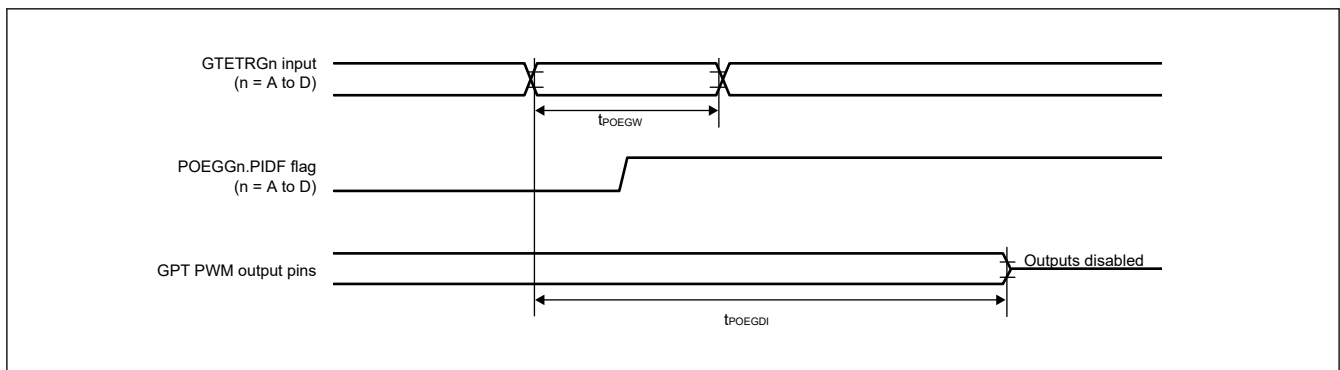 GTETRGn input
(n = A to D)
tPOEGW
POEGGn.PIDF flag
(n = A to D)
GPT PWM output pins
Outputs disabled
tPOEGDI